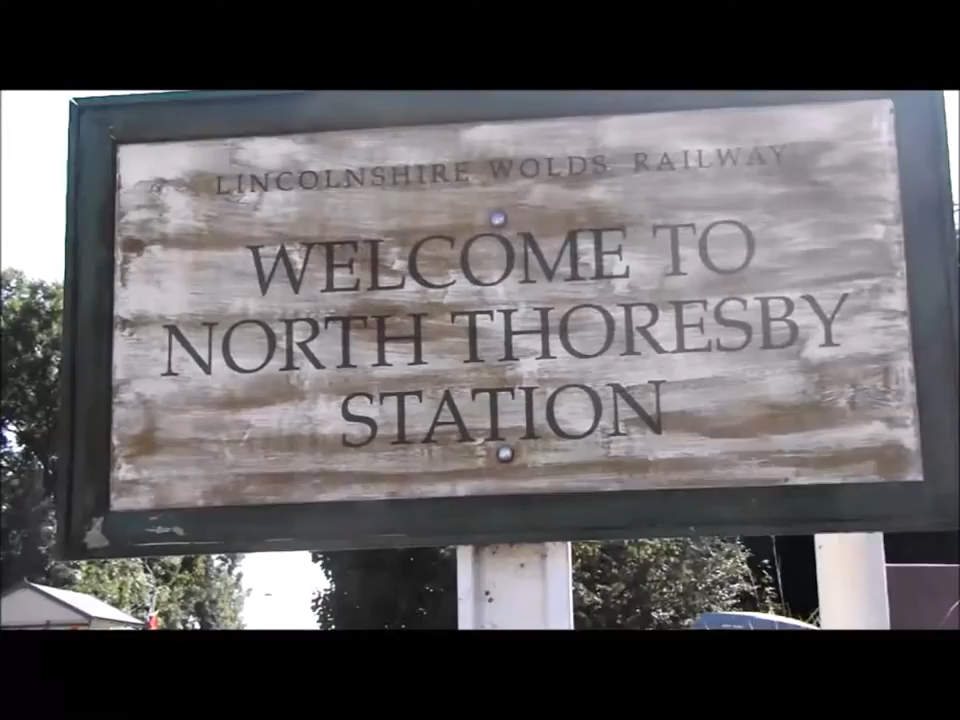 LINCOLNSHIRE WOLDS RAILWAY
WELCOME TO
NORTH THORESBY
STATION